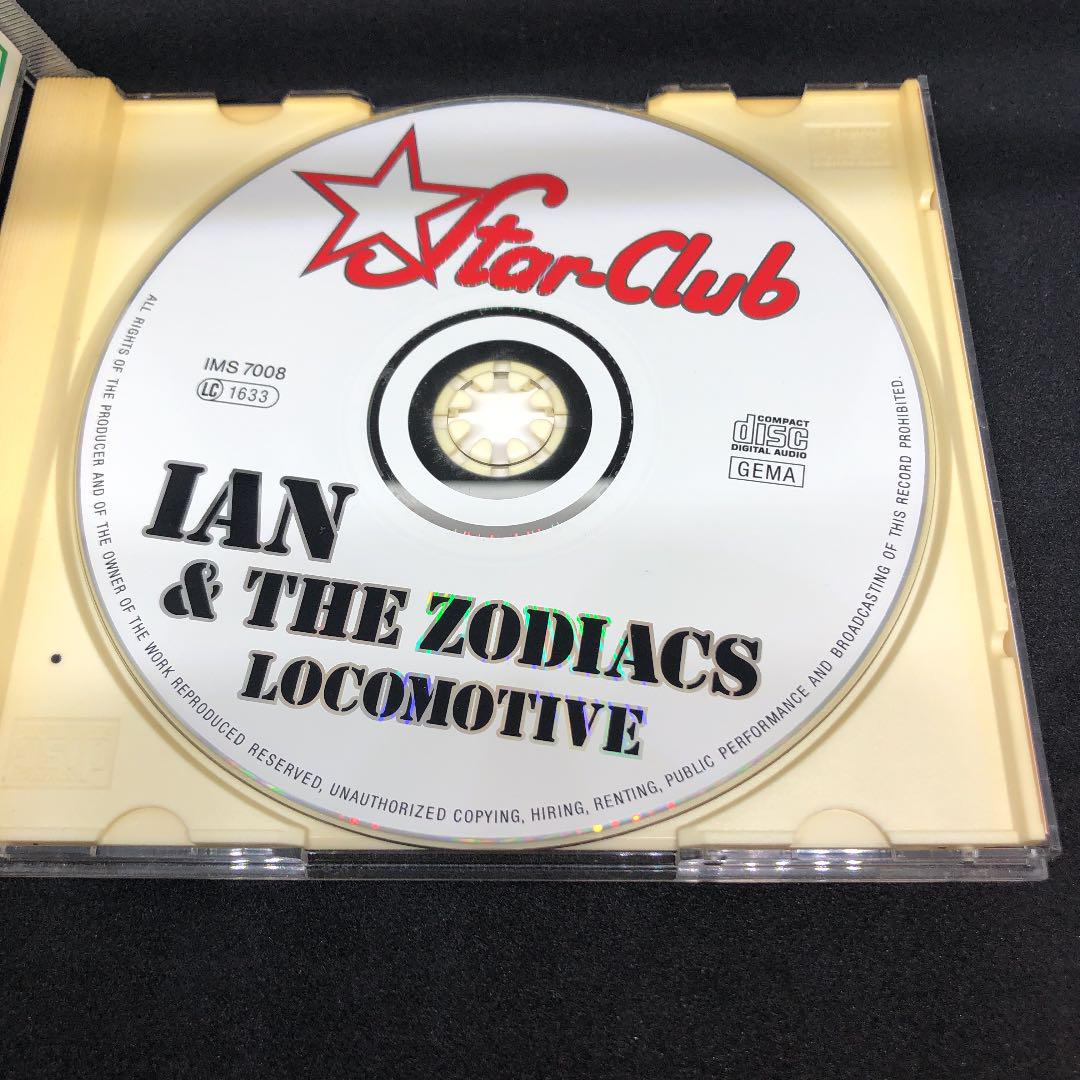 Star-Club
IMS 7008
LC 1633
COMPACT
disc
DIGITAL AUDIO
GEMA
IAN
& THE ZODIACS
LOCOMOTIVE
ALL RIGHTS OF THE PRODUCER AND OF THE OWNER OF THE WORK REPRODUCED RESERVED, UNAUTHORIZED COPYING, HIRING, RENTING, PUBLIC PERFORMANCE AND BROADCASTING OF THIS RECORD PROHIBITED.